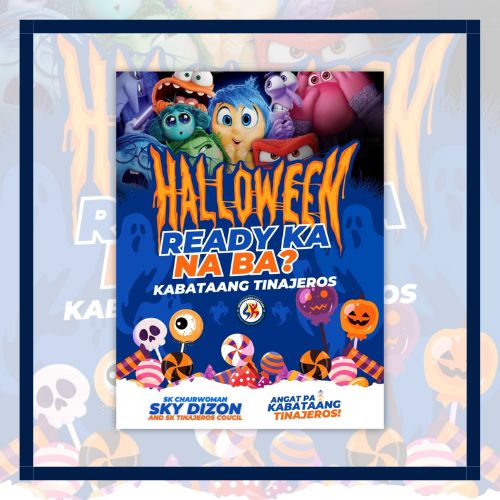 HALLOWEEN
READY KA
NA BA?
KABATAANG TINAJEROS
SK CHAIRWOMAN
SKY DIZON
AND SK TINAJEROS COUCIL
ANGAT PA
KABATAANG
TINAJEROS!